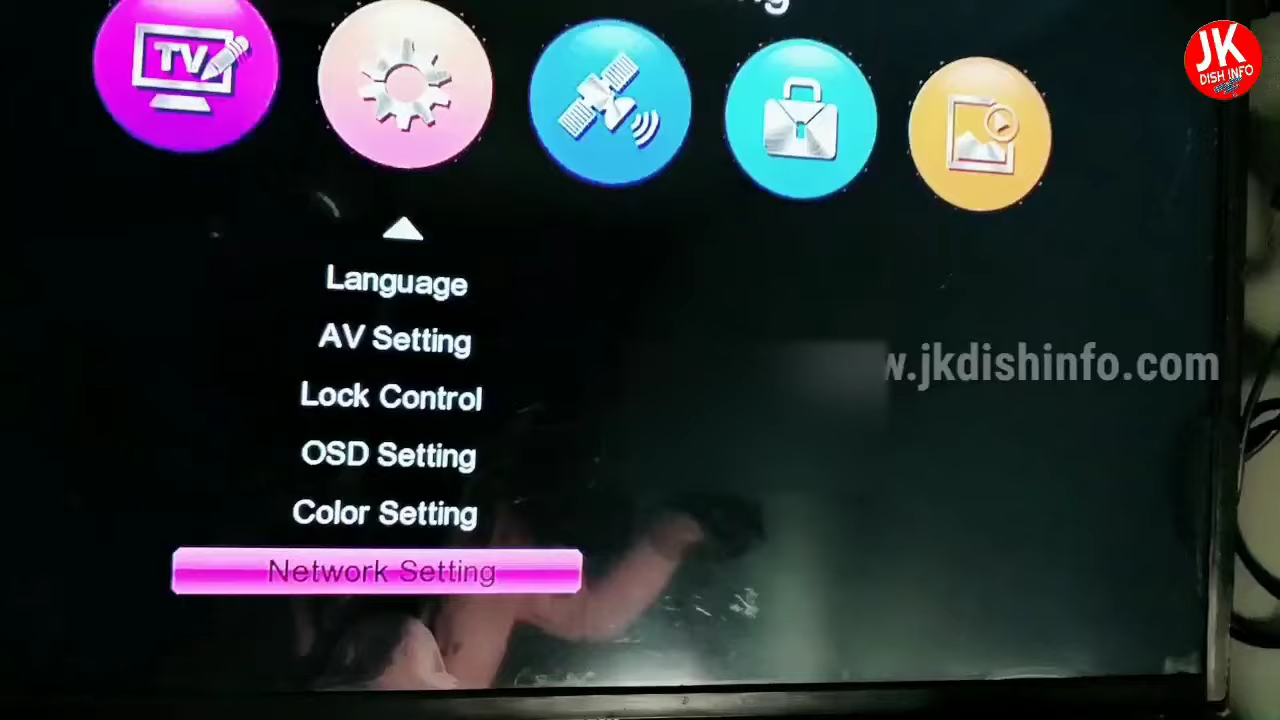 TV
JK
DISH INFO
Language
AV Setting
w.jkdishinfo.com
Lock Control
OSD Setting
Color Setting
Network Setting